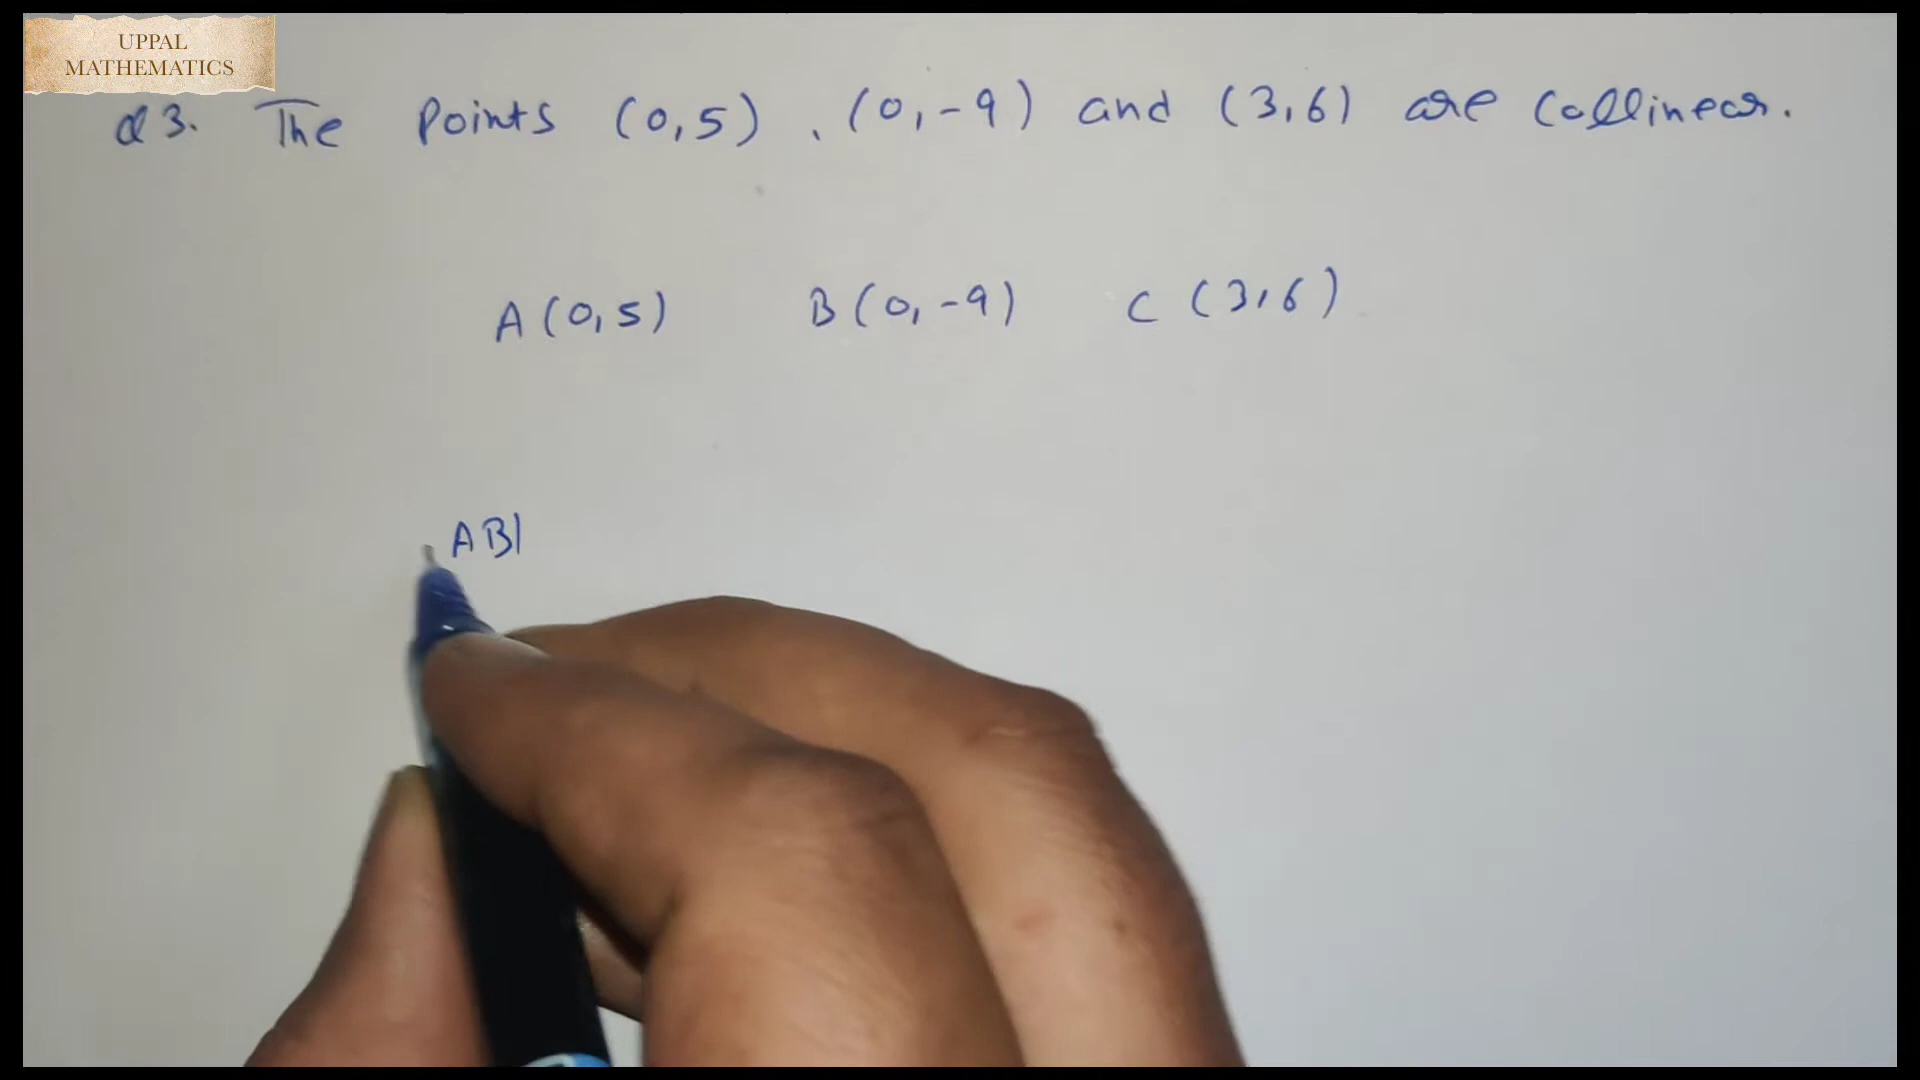 UPPAL
MATHEMATICS
Q3. The Points (0,5) , (0,-9) and (3,6) are Collinear.
A(0,5) B(0,-9) C (3,6)
AB|